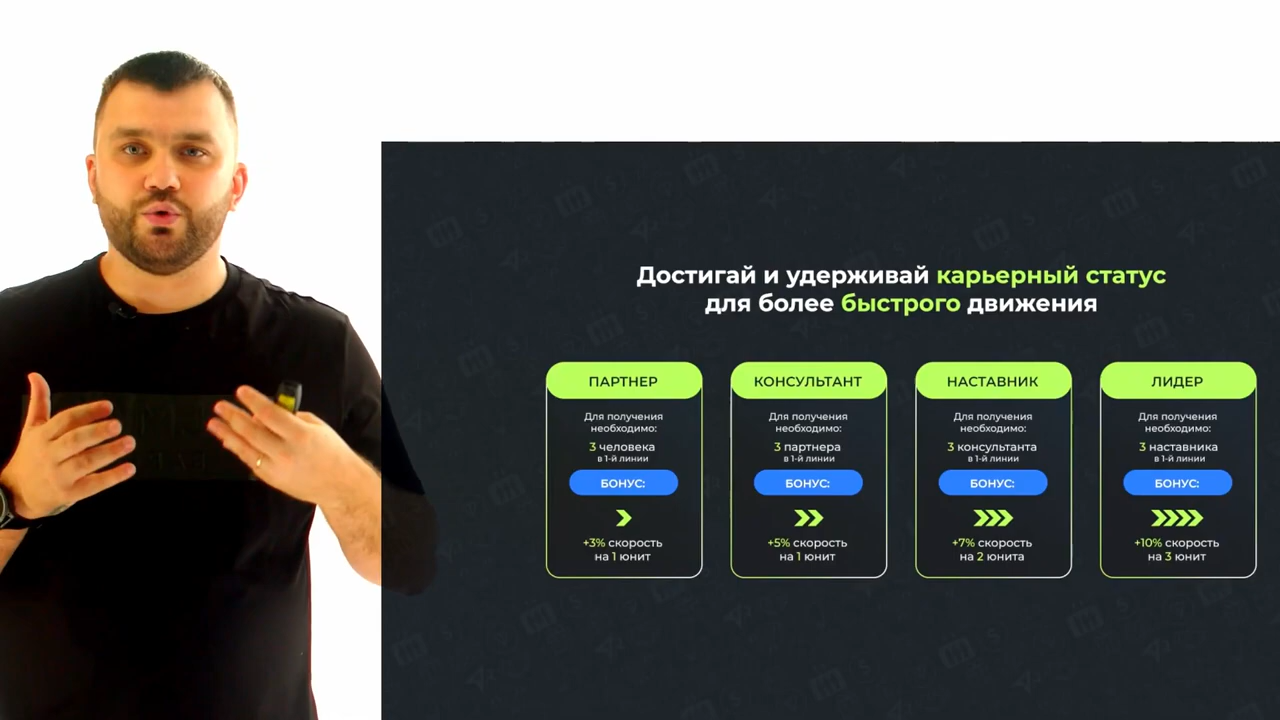 Достигай и удерживай карьерный статус
для более быстрого движения
ПАРТНЕР
Для получения
необходимо:
3 человека
в 1-й линии
БОНУС:
+3% скорость
на 1 юнит
КОНСУЛЬТАНТ
Для получения
необходимо:
3 партнера
в 1-й линии
БОНУС:
+5% скорость
на 1 юнит
НАСТАВНИК
Для получения
необходимо:
3 консультанта
в 1-й линии
БОНУС:
+7% скорость
на 2 юнита
ЛИДЕР
Для получения
необходимо:
3 наставника
в 1-й линии
БОНУС:
+10% скорость
на 3 юнит